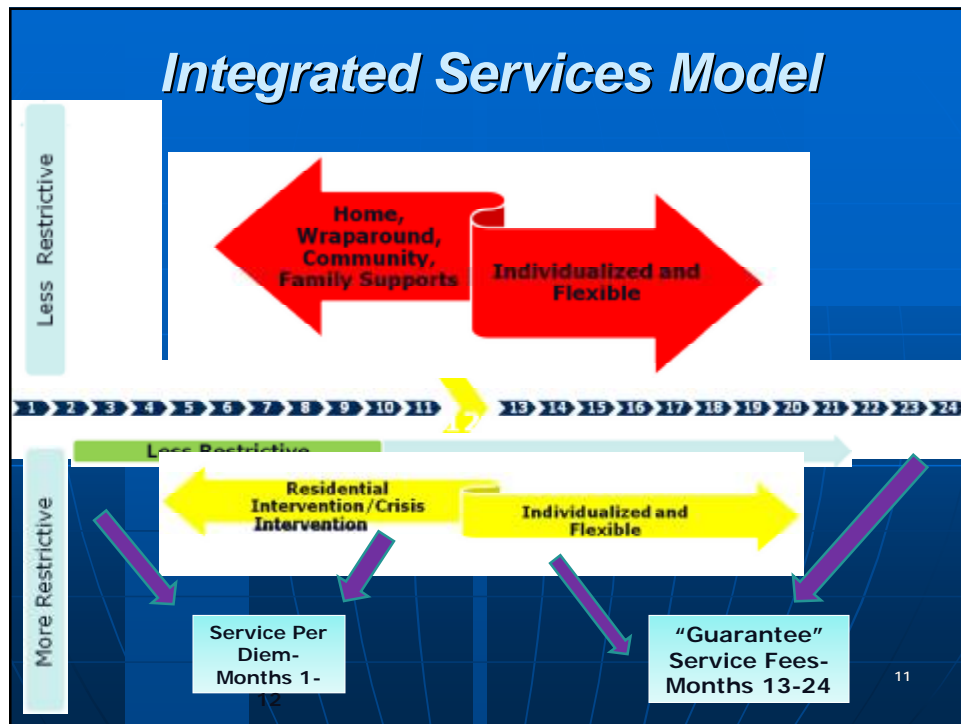 Integrated Services Model
Less Restrictive
Home,
Wraparound,
Community,
Family Supports
Individualized and
Flexible
1 2 3 4 5 6 7 8 9 10 11 12 13 14 15 16 17 18 19 20 21 22 23 24
Less Restrictive
More Restrictive
Residential
Intervention/Crisis
Intervention
Individualized and
Flexible
Service Per
Diem-
Months 1-
12
“Guarantee”
Service Fees-
Months 13-24
11